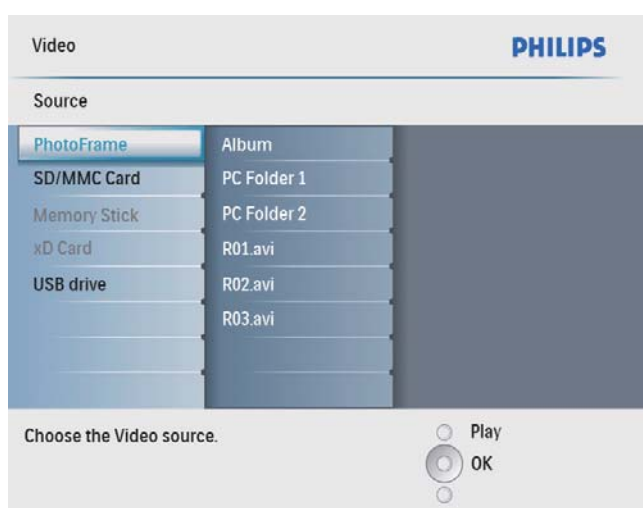 Video
PHILIPS
Source
PhotoFrame
SD/MMC Card
Memory Stick
xD Card
USB drive
Album
PC Folder 1
PC Folder 2
R01.avi
R02.avi
R03.avi
Choose the Video source.
Play
OK